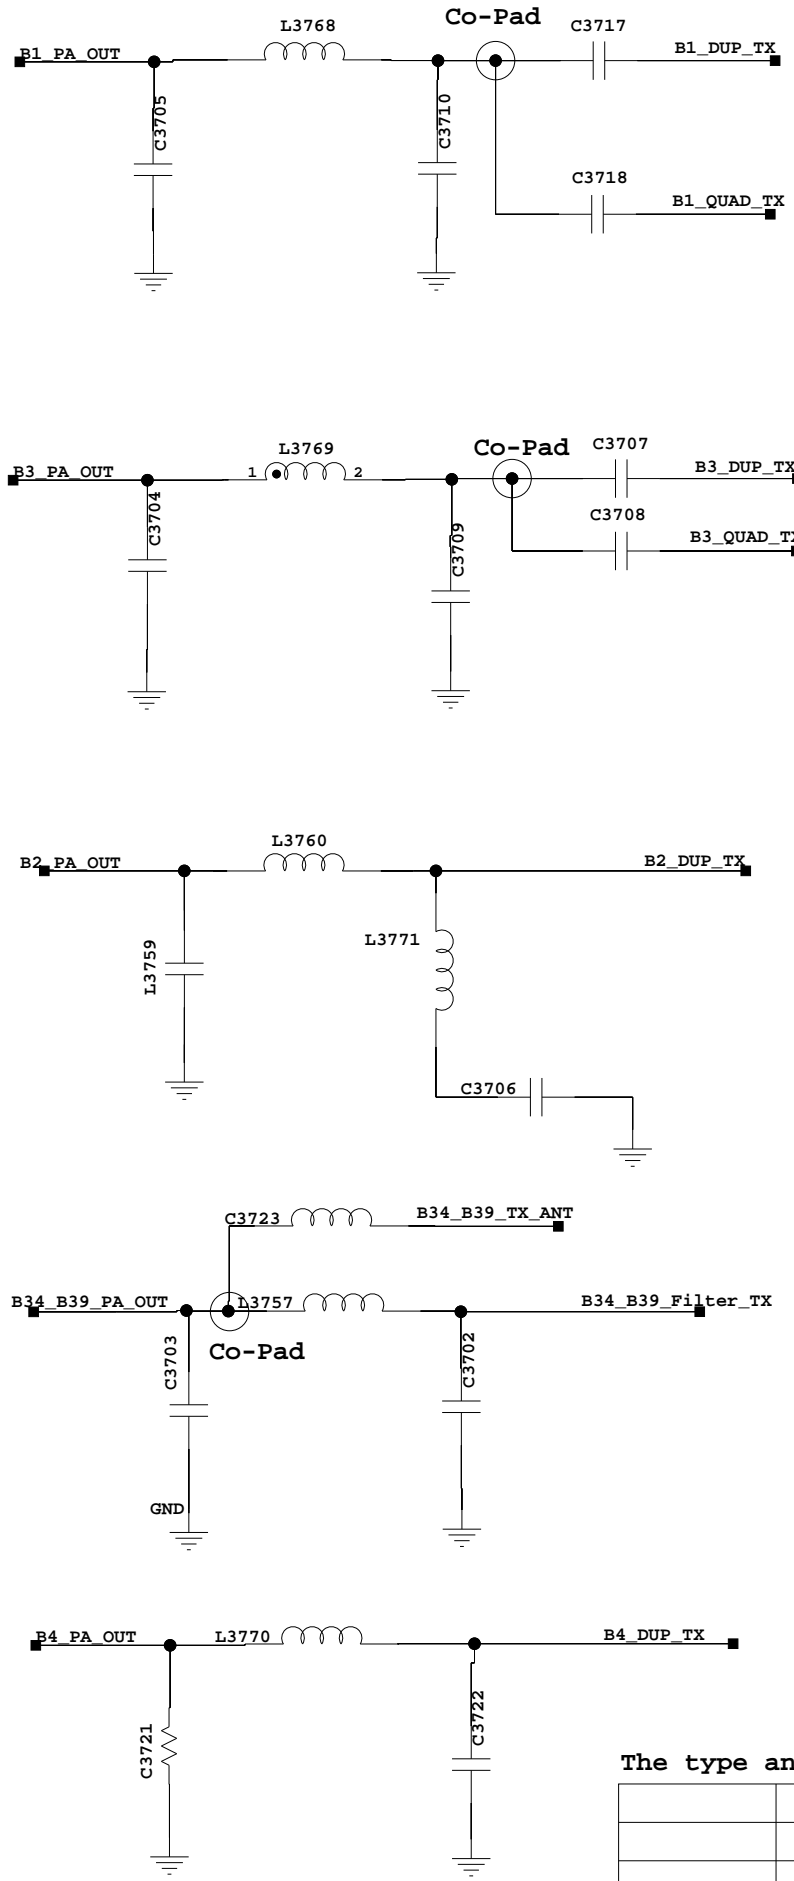 Co-Pad
L3768
C3717
B1_PA_OUT
B1_DUP_TX
C3705
C3710
C3718
B1_QUAD_TX
Co-Pad
L3769
C3707
B3_PA_OUT
1
2
B3_DUP_TX
C3704
C3708
C3709
B3_QUAD_TX
L3760
B2_PA_OUT
B2_DUP_TX
L3771
L3759
C3706
C3723
B34_B39_TX_ANT
B34_B39_PA_OUT
L3757
B34_B39_Filter_TX
Co-Pad
C3703
C3702
GND
B4_PA_OUT
L3770
B4_DUP_TX
C3721
C3722
The type an